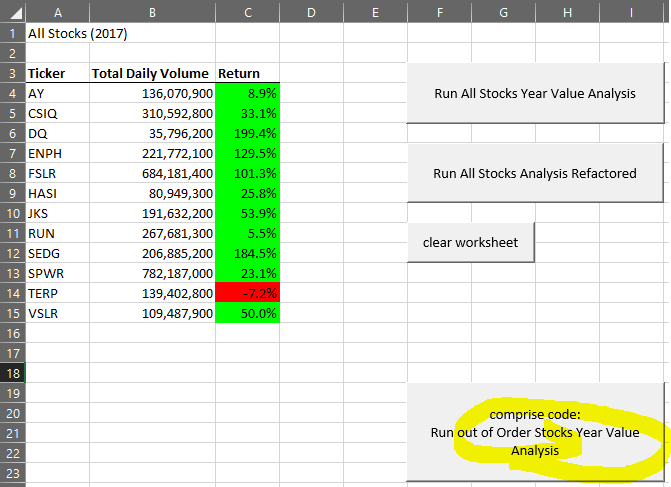 A B C D E F G H I
1 All Stocks (2017)
2
3 Ticker Total Daily Volume Return
4 AY 136,070,900 8.9%
5 CSIQ 310,592,800 33.1%
6 DQ 35,796,200 199.4%
7 ENPH 221,772,100 129.5%
8 FSLR 684,181,400 101.3%
9 HASI 80,949,300 25.8%
10 JKS 191,632,200 53.9%
11 RUN 267,681,300 5.5%
12 SEDG 206,885,200 184.5%
13 SPWR 782,187,000 23.1%
14 TERP 139,402,800 -7.2%
15 VSLR 109,487,900 50.0%
16
17
18
19
20
21
22
23
Run All Stocks Year Value Analysis
Run All Stocks Analysis Refactored
clear worksheet
comprise code:
Run out of Order Stocks Year Value
Analysis